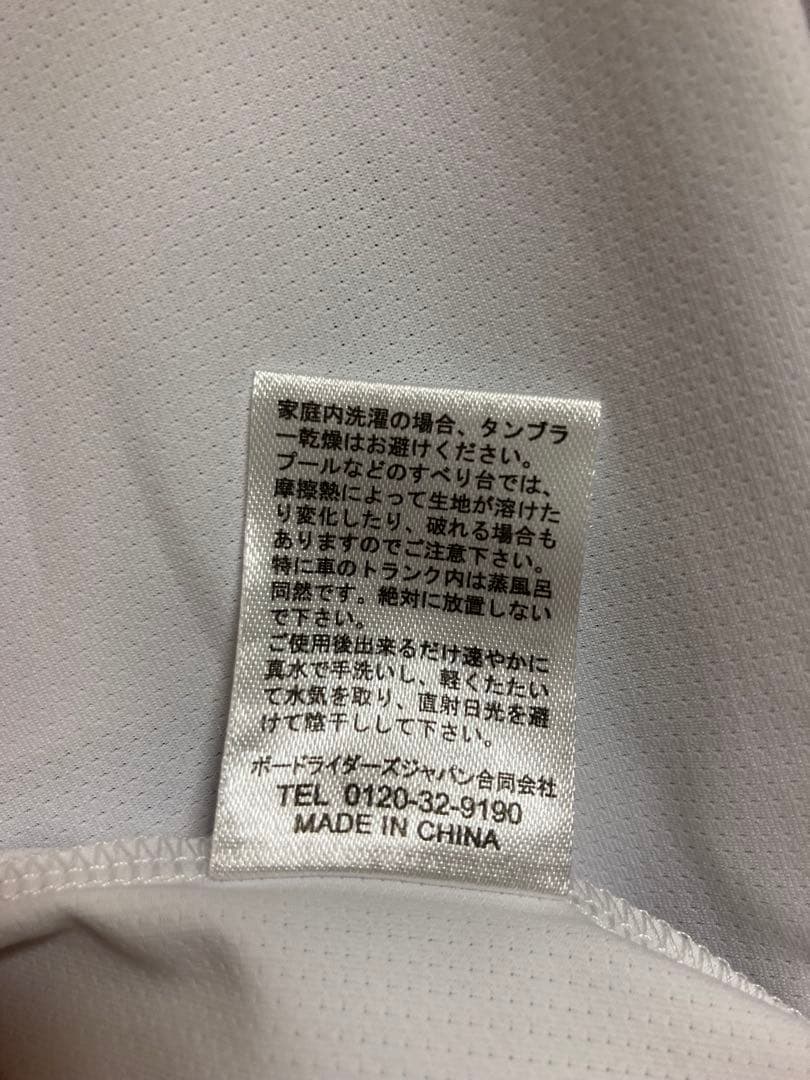 家庭内洗濯の場合、タンブラ
ー乾燥はお避けください。
プールなどのすべり台では、
摩擦熱によって生地が溶けた
り変化したり、破れる場合も
ありますのでご注意下さい。
特に車のトランク内は蒸風呂
同然です。絶対に放置しない
で下さい。
ご使用後出来るだけ速やかに
真水で手洗いし、軽くたたい
て水気を取り、直射日光を避
けて陰干しして下さい。
ボードライダーズジャパン合同会社
TEL 0120-32-9190
MADE IN CHINA